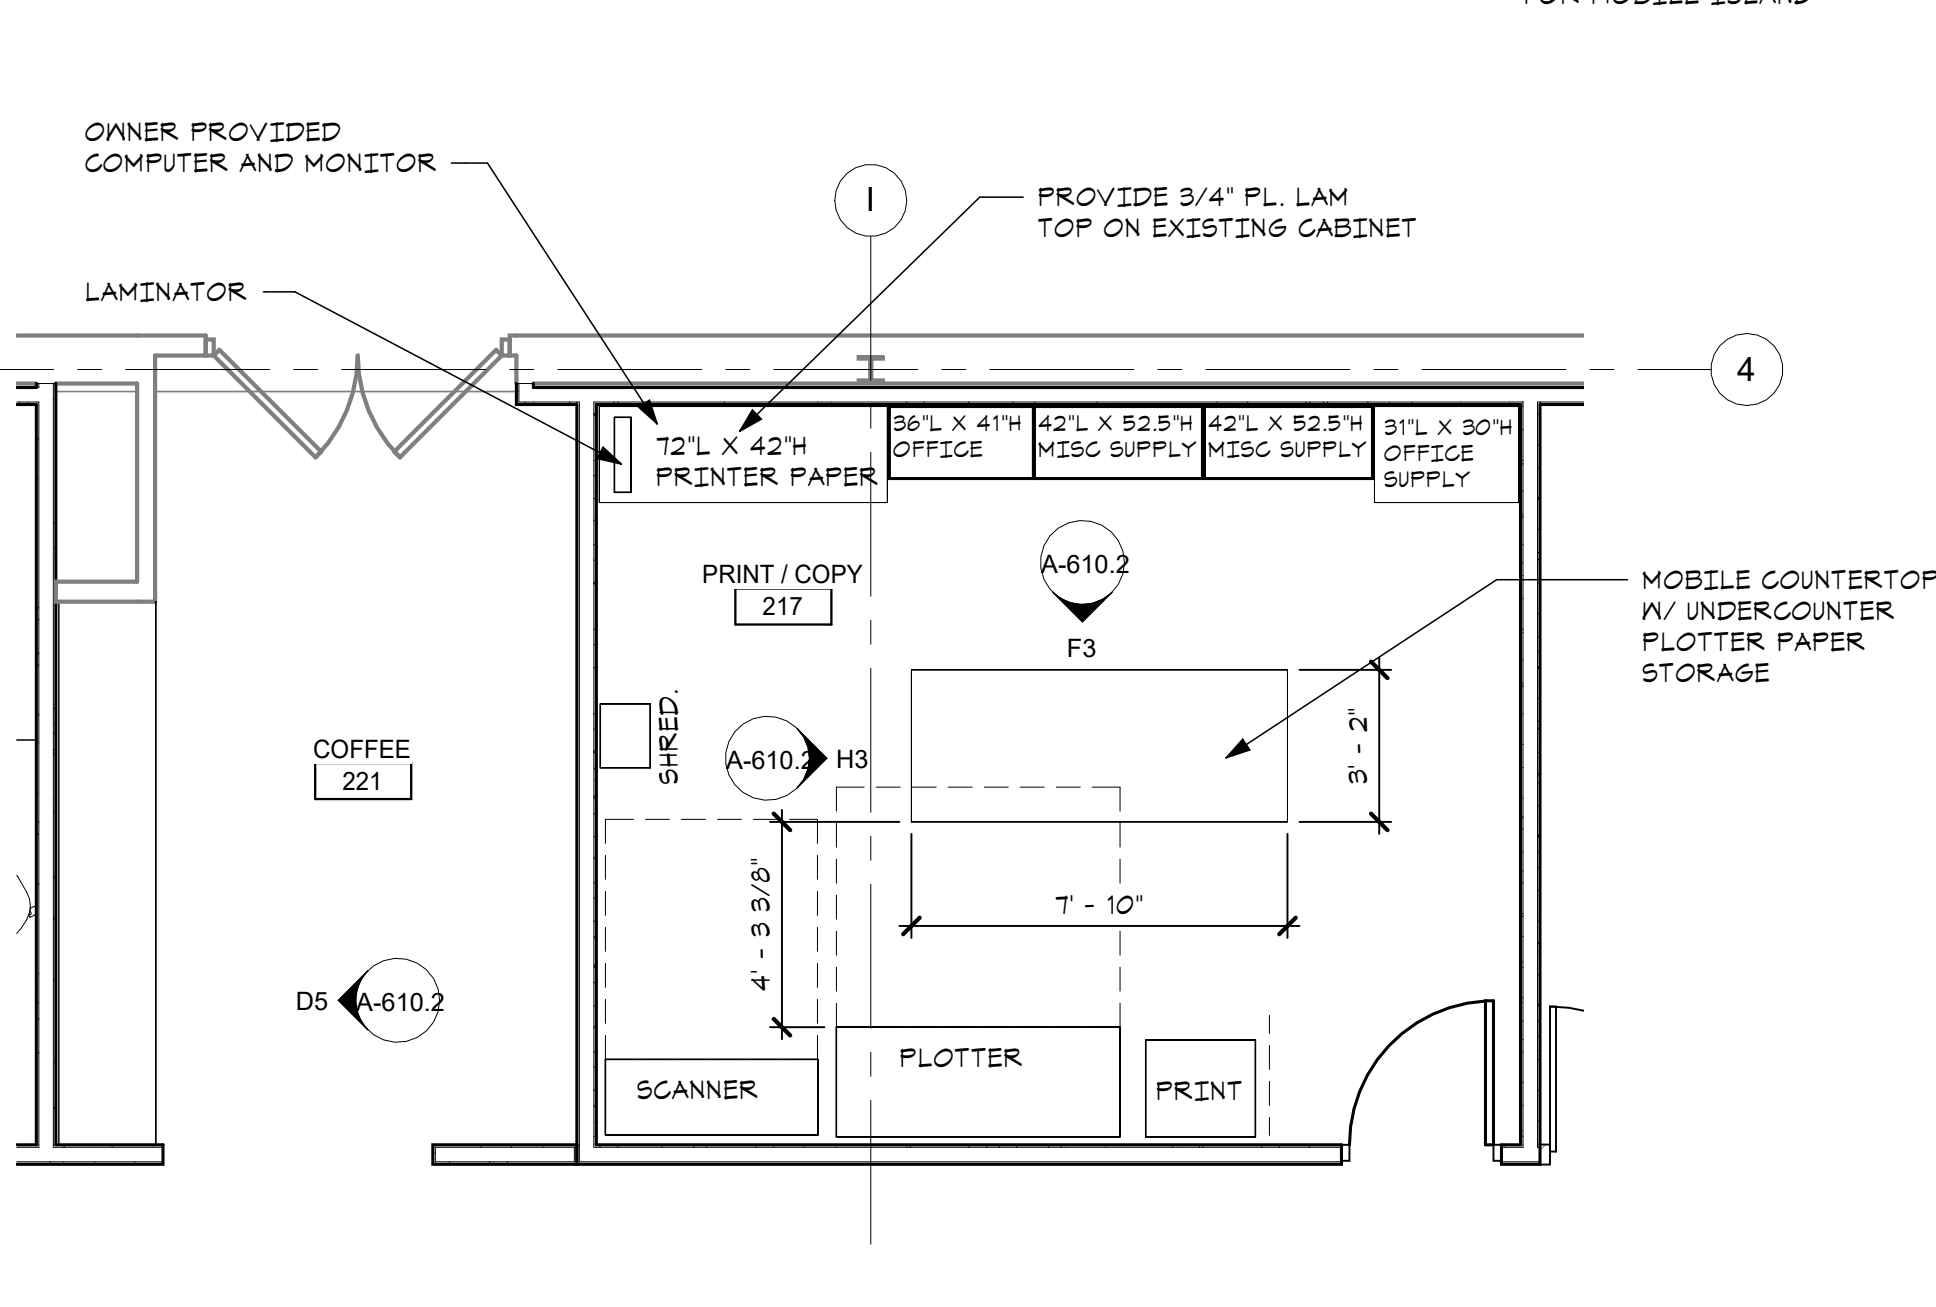 FOR MOBILE ISLAND
OWNER PROVIDED
COMPUTER AND MONITOR
I
PROVIDE 3/4" PL. LAM
TOP ON EXISTING CABINET
LAMINATOR
4
72"L X 42"H
PRINTER PAPER
36"L X 41"H
OFFICE
42"L X 52.5"H
MISC SUPPLY
42"L X 52.5"H
MISC SUPPLY
31"L X 30"H
OFFICE
SUPPLY
PRINT / COPY
217
A-610.2
F3
MOBILE COUNTERTOP
W/ UNDERCOUNTER
PLOTTER PAPER
STORAGE
SHRED.
A-610.2
H3
3' - 2"
COFFEE
221
4' - 3 3/8"
7' - 10"
D5
A-610.2
SCANNER
PLOTTER
PRINT